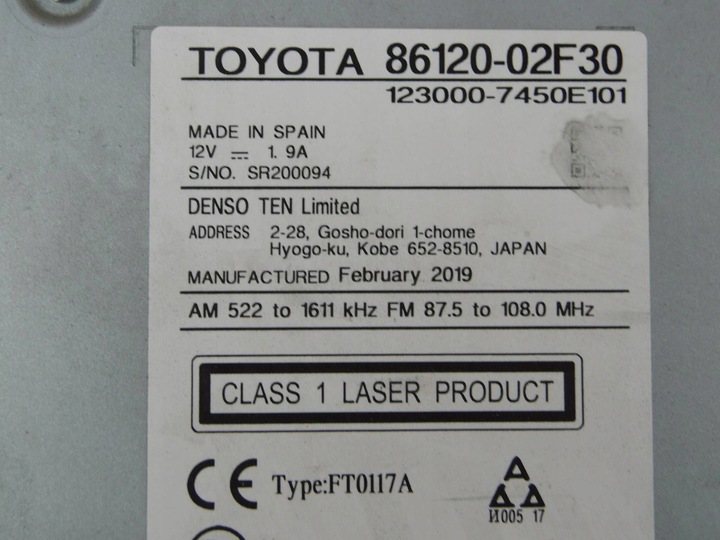 TOYOTA 86120-02F30
123000-7450E101
MADE IN SPAIN
12V ⎓ 1. 9A
S/NO. SR200094
DENSO TEN Limited
ADDRESS 2-28, Gosho-dori 1-chome
Hyogo-ku, Kobe 652-8510, JAPAN
MANUFACTURED February 2019
AM 522 to 1611 kHz FM 87.5 to 108.0 MHz
CLASS 1 LASER PRODUCT
CE Type:FT0117A
И005 17